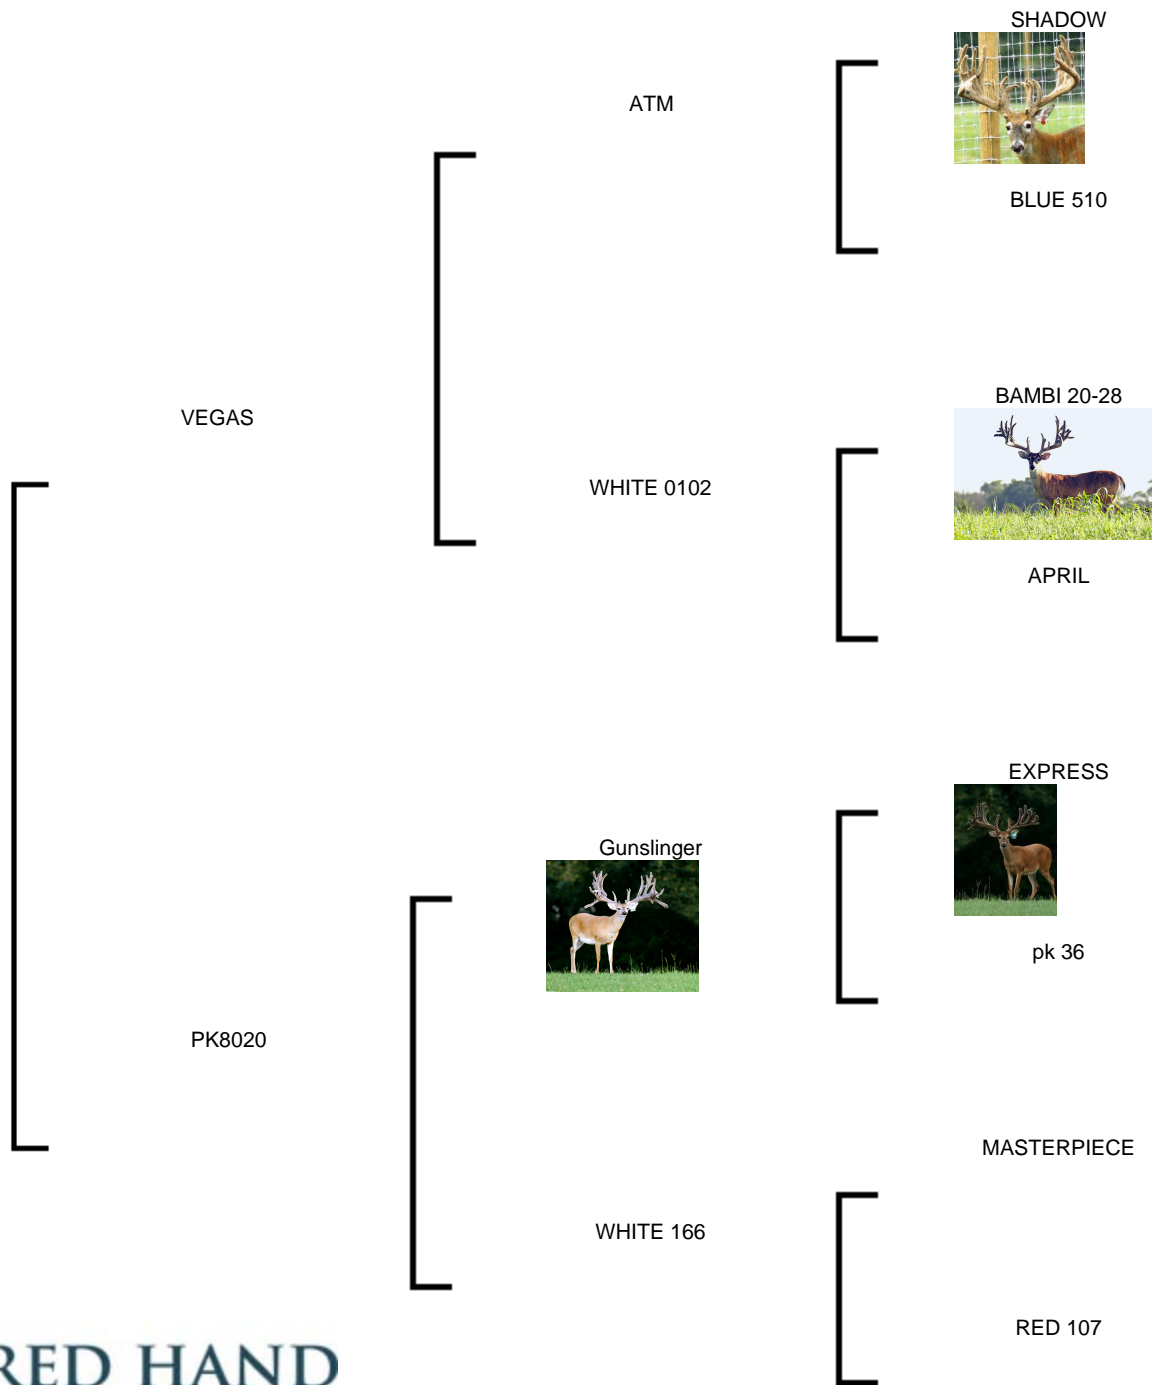 SHADOW
ATM
BLUE 510
BAMBI 20-28
VEGAS
WHITE 0102
APRIL
EXPRESS
Gunslinger
pk 36
PK8020
MASTERPIECE
WHITE 166
RED 107
RED HAND